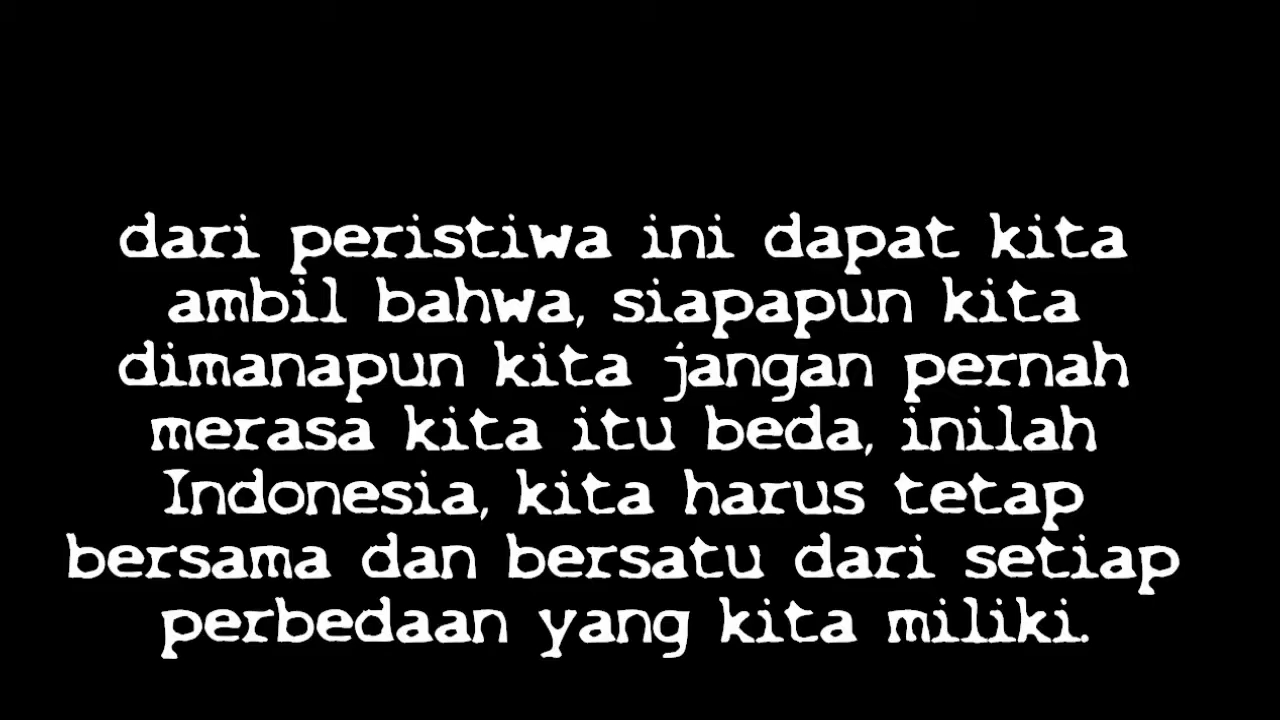 dari peristiwa ini dapat kita
ambil bahwa, siapapun kita
dimanapun kita jangan pernah
merasa kita itu beda, inilah
Indonesia, kita harus tetap
bersama dan bersatu dari setiap
perbedaan yang kita miliki.